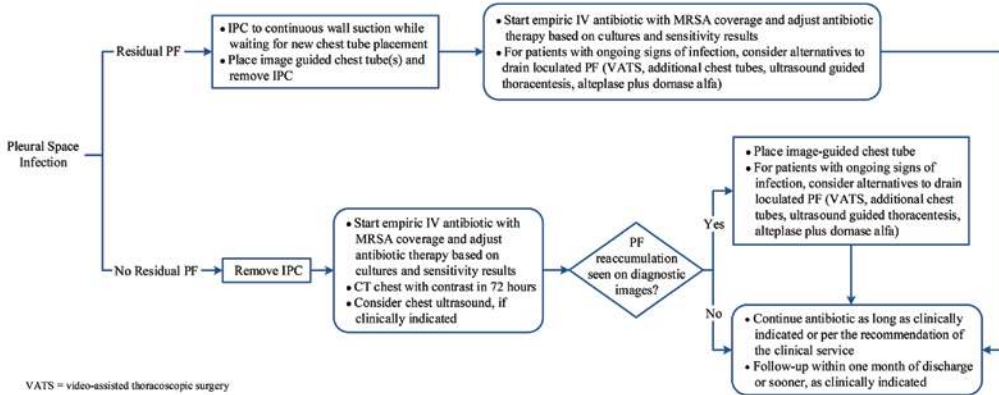 Residual PF
• IPC to continuous wall suction while
waiting for new chest tube placement
• Place image guided chest tube(s) and
remove IPC
• Start empiric IV antibiotic with MRSA coverage and adjust antibiotic
therapy based on cultures and sensitivity results
• For patients with ongoing signs of infection, consider alternatives to
drain loculated PF (VATS, additional chest tubes, ultrasound guided
thoracentesis, alteplase plus dornase alfa)
Pleural Space
Infection
No Residual PF
Remove IPC
• Start empiric IV antibiotic with
MRSA coverage and adjust
antibiotic therapy based on
cultures and sensitivity results
• CT chest with contrast in 72 hours
• Consider chest ultrasound, if
clinically indicated
PF
reaccumulation
seen on diagnostic
images?
Yes
• Place image-guided chest tube
• For patients with ongoing signs of
infection, consider alternatives to drain
loculated PF (VATS, additional chest
tubes, ultrasound guided thoracentesis,
alteplase plus dornase alfa)
No
• Continue antibiotic as long as clinically
indicated or per the recommendation of
the clinical service
• Follow-up within one month of discharge
or sooner, as clinically indicated
VATS = video-assisted thoracoscopic surgery